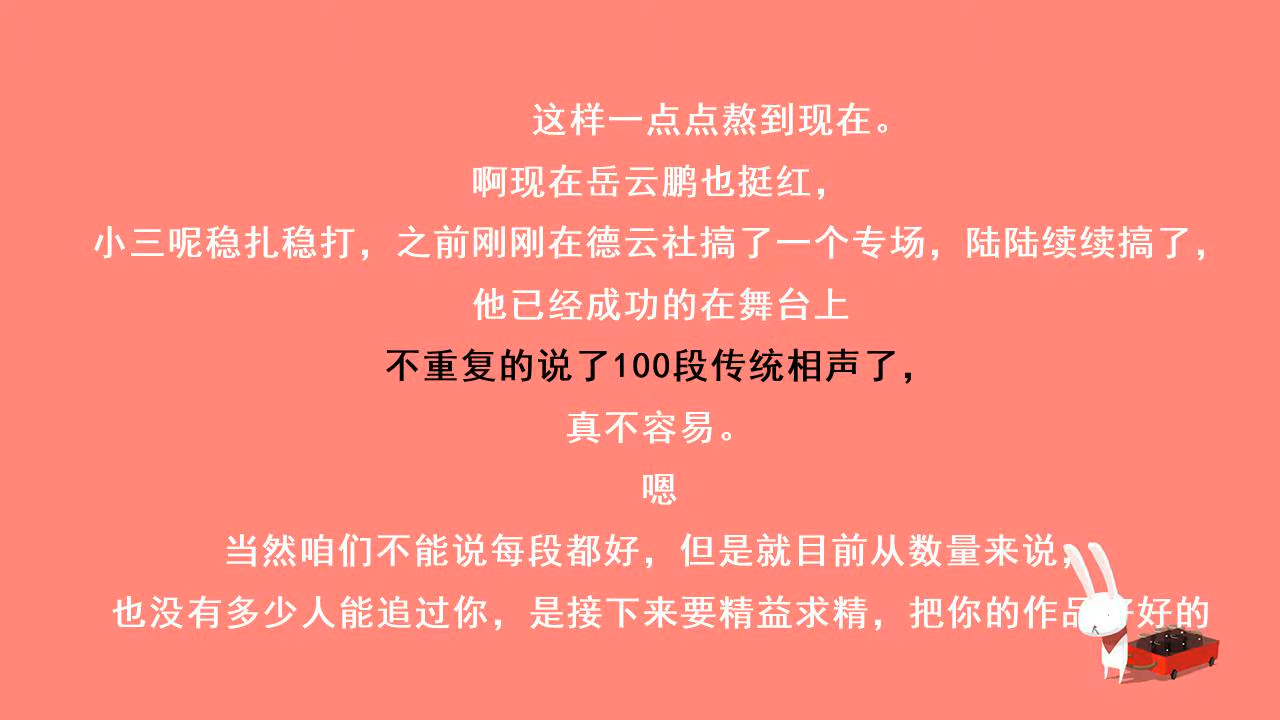 这样一点点熬到现在。
啊现在岳云鹏也挺红，
小三呢稳扎稳打，之前刚刚在德云社搞了一个专场，陆陆续续搞了，
他已经成功的在舞台上
不重复的说了100段传统相声了，
真不容易。
嗯
当然咱们不能说每段都好，但是就目前从数量来说，
也没有多少人能追过你，是接下来要精益求精，把你的作品好好的